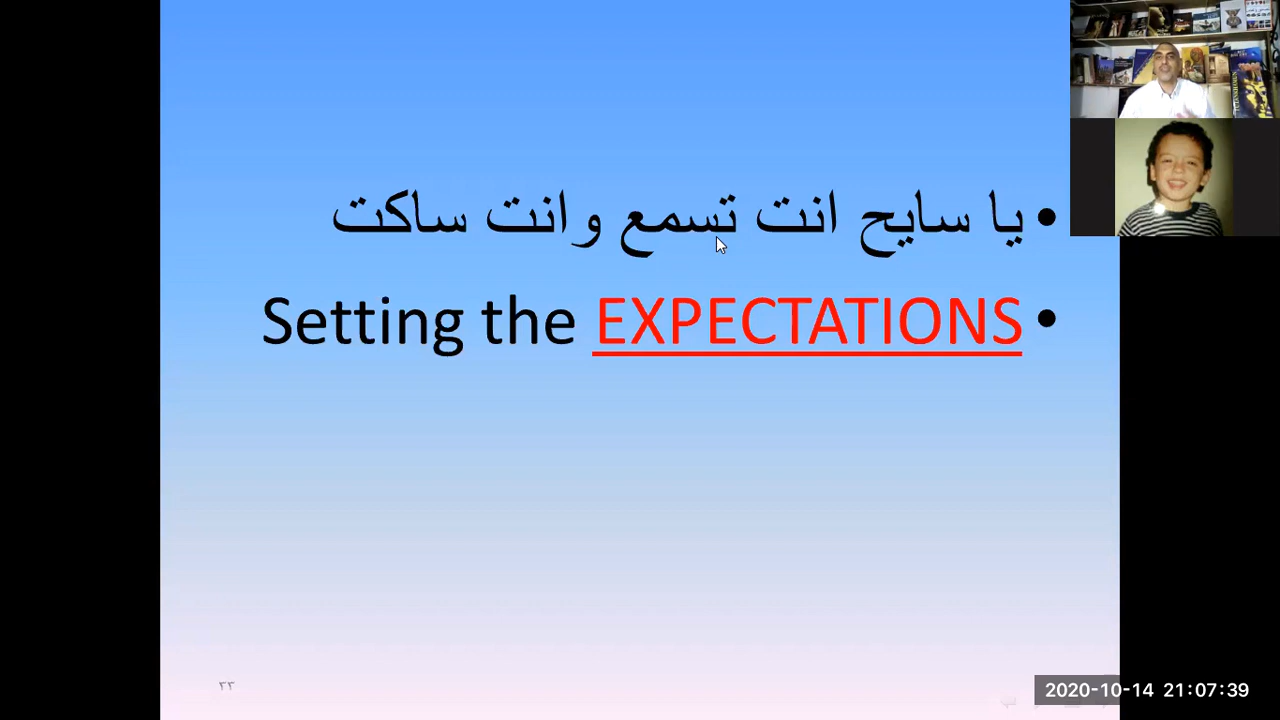 • يا سايح انت تسمع وانت ساكت
• Setting the EXPECTATIONS
٣٣
2020-10-14 21:07:39